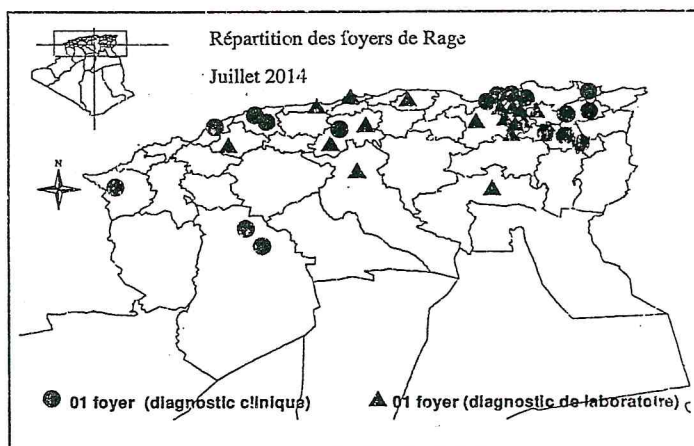 Répartition des foyers de Rage
Juillet 2014
N
01 foyer (diagnostic clinique)
01 foyer (diagnostic de laboratoire)